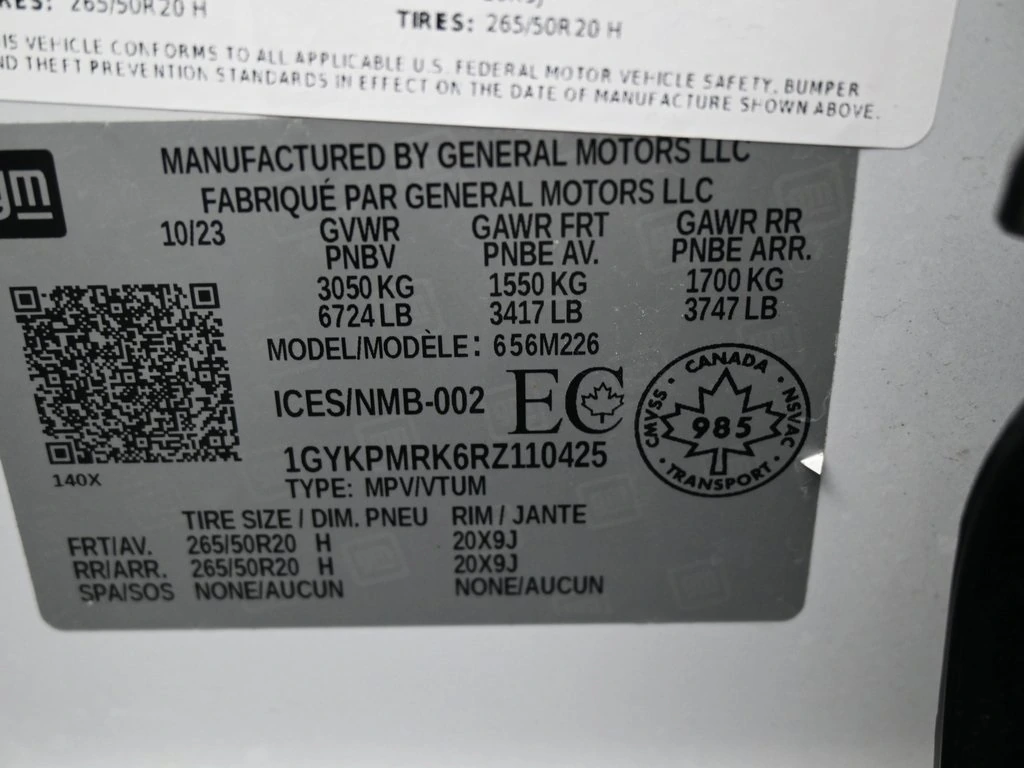 265/50R20 H
TIRES: 265/50R20 H
VEHICLE CONFORMS TO ALL APPLICABLE U.S. FEDERAL MOTOR VEHICLE SAFETY, BUMPER
THEFT PREVENTION STANDARDS IN EFFECT ON THE DATE OF MANUFACTURE SHOWN ABOVE.
gm
MANUFACTURED BY GENERAL MOTORS LLC
FABRIQUÉ PAR GENERAL MOTORS LLC
10/23 GVWR GAWR FRT GAWR RR
PNBV PNBE AV. PNBE ARR.
3050 KG 1550 KG 1700 KG
6724 LB 3417 LB 3747 LB
MODEL/MODÈLE: 656M226
ICES/NMB-002 EC
CANADA
CMVSS 985 NSVAC
TRANSPORT
1GYKPMRK6RZ110425
140X
TYPE: MPV/VTUM
TIRE SIZE / DIM. PNEU RIM / JANTE
FRT/AV. 265/50R20 H 20X9J
RR/ARR. 265/50R20 H 20X9J
SPA/SOS NONE/AUCUN NONE/AUCUN